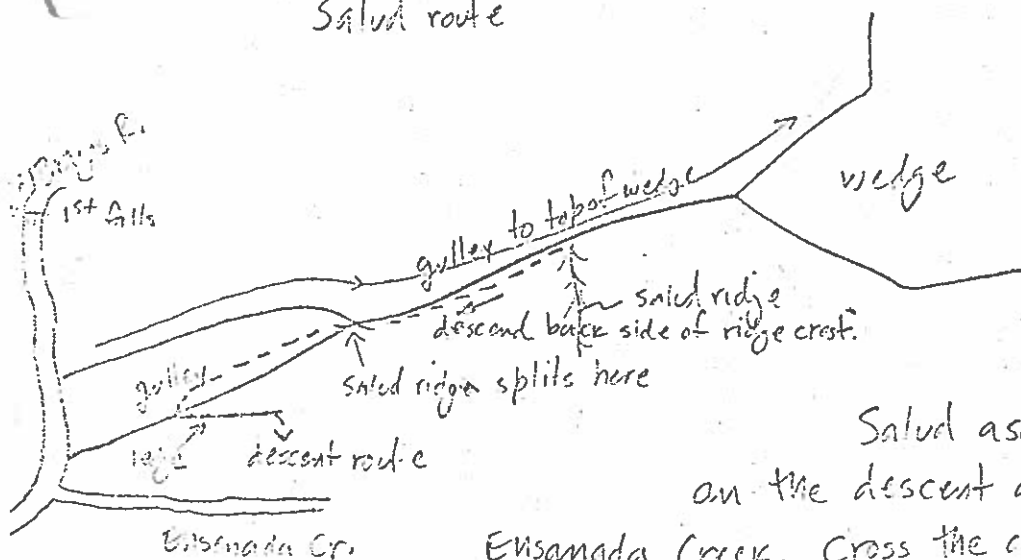 Salud route
R.
1st falls
wedge
gulley to top of wedge
salud ridge
descend back side of ridge crest.
gulley
salud ridge splits here
descent route
Salud as
on the descent
Ensenada Cr.
Ensanada Creek. Cross the